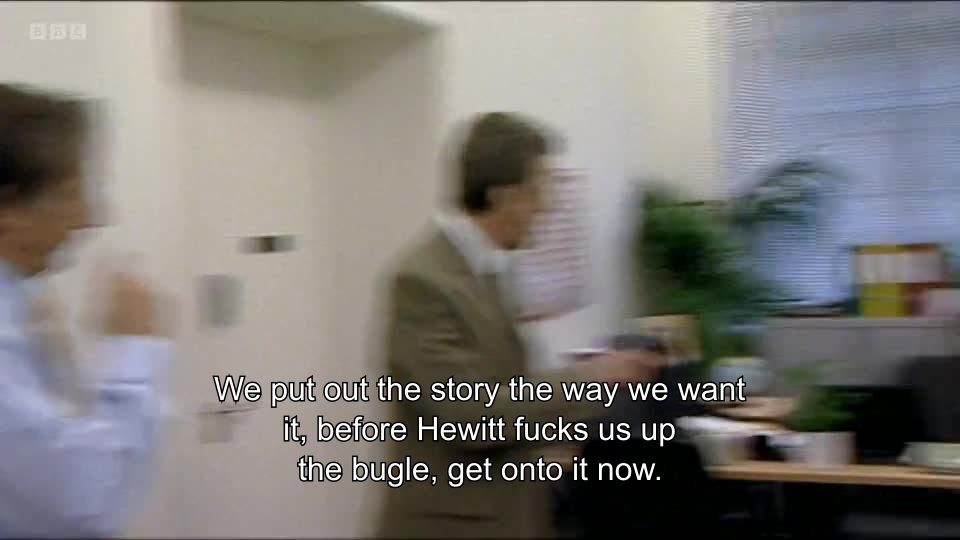 BBC
We put out the story the way we want
it, before Hewitt fucks us up
the bugle, get onto it now.